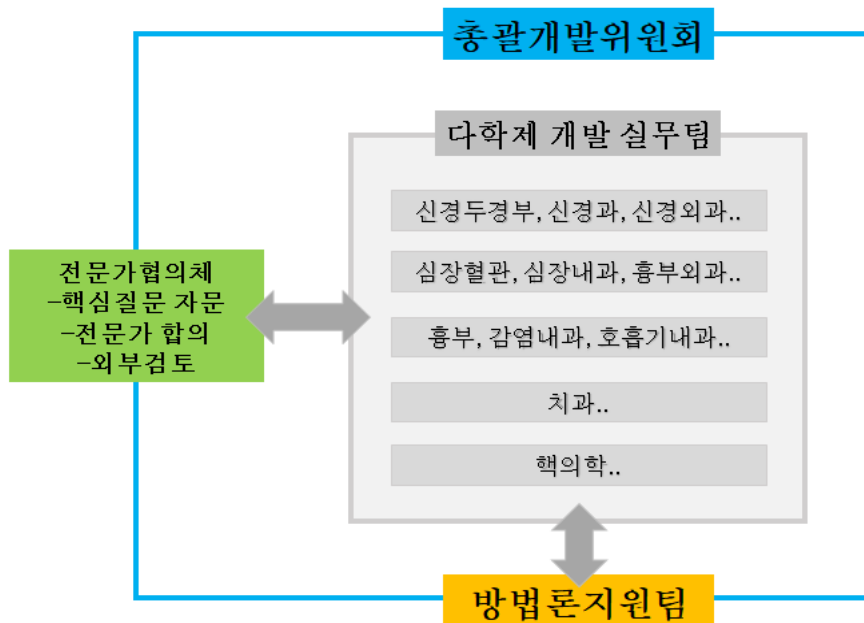 총괄개발위원회
다학제 개발 실무팀
신경두경부, 신경과, 신경외과..
심장혈관, 심장내과, 흉부외과..
흉부, 감염내과, 호흡기내과..
치과..
핵의학..
전문가협의체
-핵심질문 자문
-전문가 합의
-외부검토
방법론지원팀